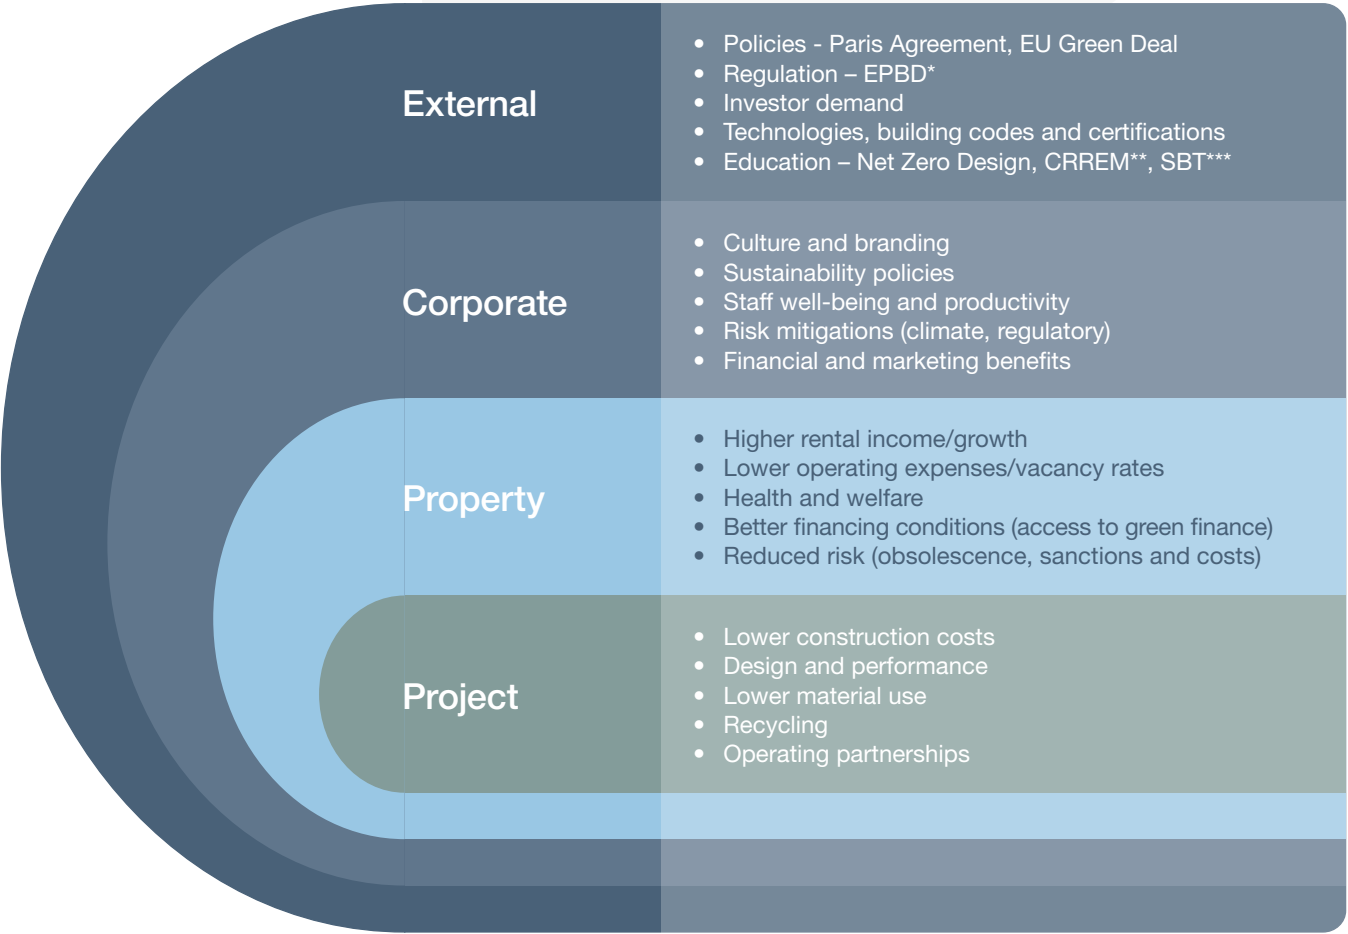 External
• Policies - Paris Agreement, EU Green Deal
• Regulation – EPBD*
• Investor demand
• Technologies, building codes and certifications
• Education – Net Zero Design, CRREM**, SBT***
Corporate
• Culture and branding
• Sustainability policies
• Staff well-being and productivity
• Risk mitigations (climate, regulatory)
• Financial and marketing benefits
Property
• Higher rental income/growth
• Lower operating expenses/vacancy rates
• Health and welfare
• Better financing conditions (access to green finance)
• Reduced risk (obsolescence, sanctions and costs)
Project
• Lower construction costs
• Design and performance
• Lower material use
• Recycling
• Operating partnerships